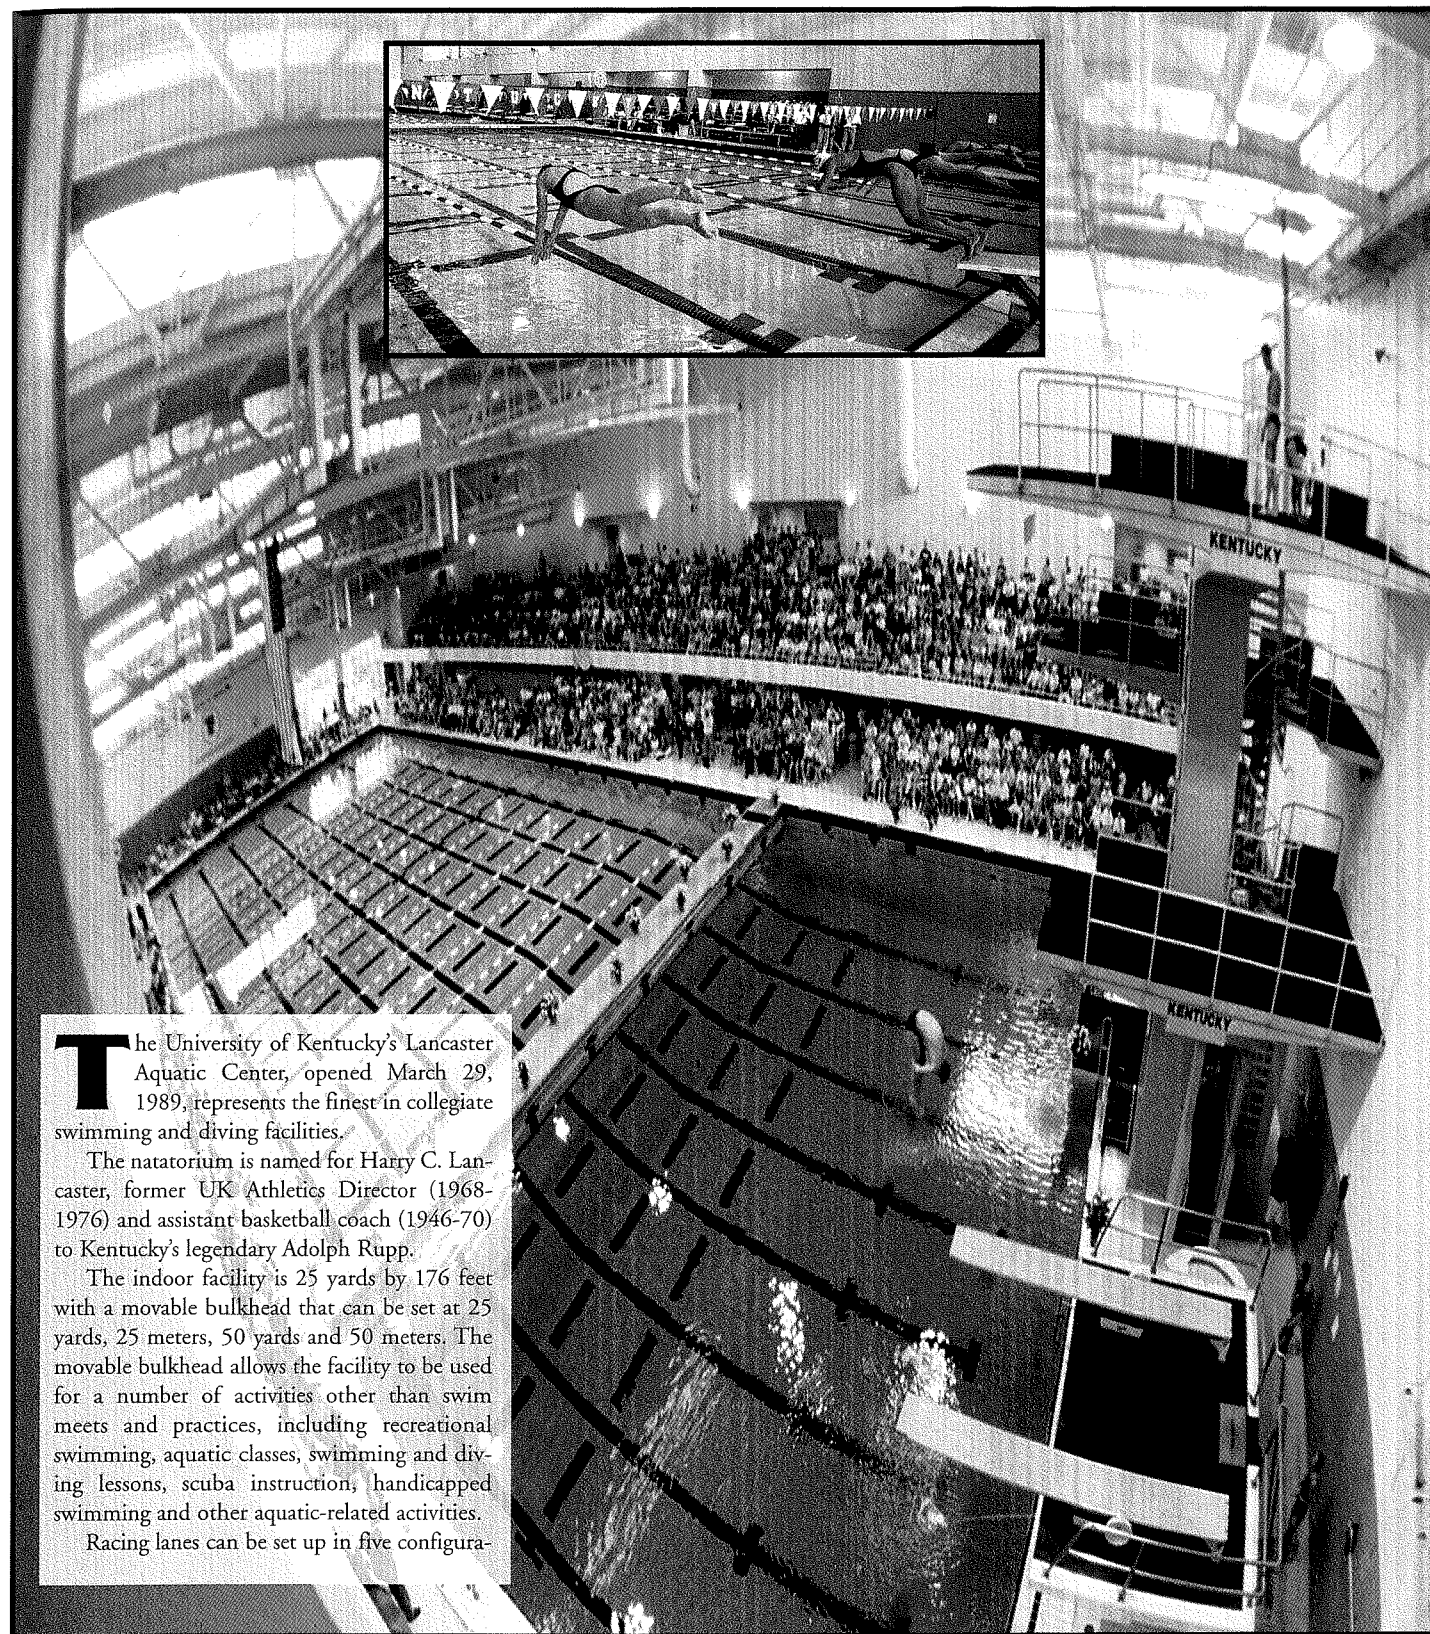 KENTUCKY
KENTUCKY
The University of Kentucky's Lancaster
Aquatic Center, opened March 29,
1989, represents the finest in collegiate
swimming and diving facilities.
The natatorium is named for Harry C. Lan-
caster, former UK Athletics Director (1968-
1976) and assistant basketball coach (1946-70)
to Kentucky's legendary Adolph Rupp.
The indoor facility is 25 yards by 176 feet
with a movable bulkhead that can be set at 25
yards, 25 meters, 50 yards and 50 meters. The
movable bulkhead allows the facility to be used
for a number of activities other than swim
meets and practices, including recreational
swimming, aquatic classes, swimming and div-
ing lessons, scuba instruction, handicapped
swimming and other aquatic-related activities.
Racing lanes can be set up in five configura-